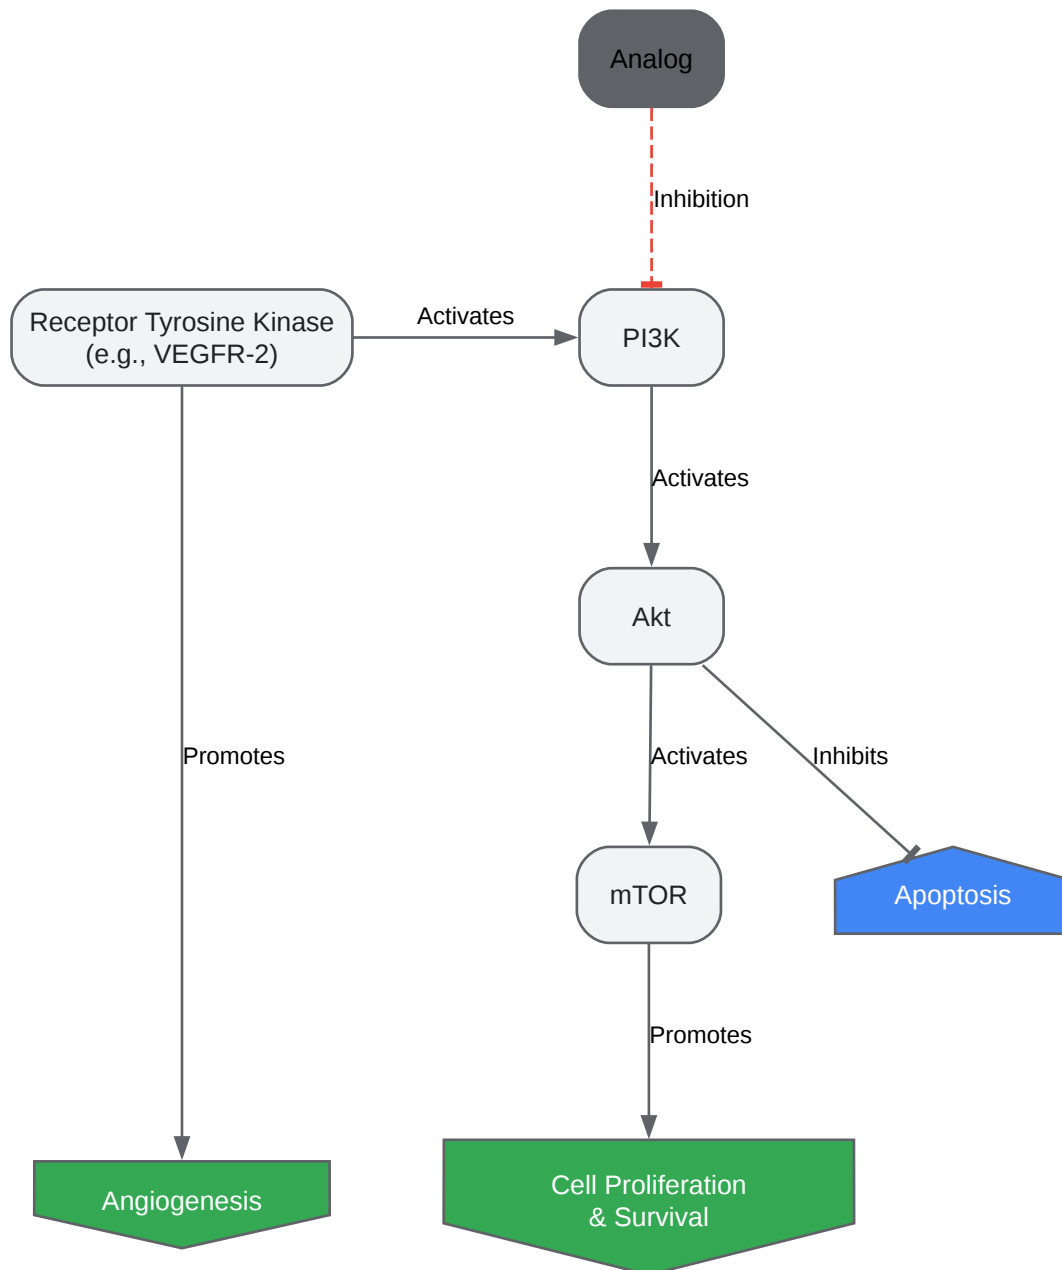 Analog
Inhibition
Receptor Tyrosine Kinase
(e.g., VEGFR-2)
Activates
PI3K
Activates
Akt
Promotes
Activates
Inhibits
mTOR
Apoptosis
Promotes
Angiogenesis
Cell Proliferation
& Survival